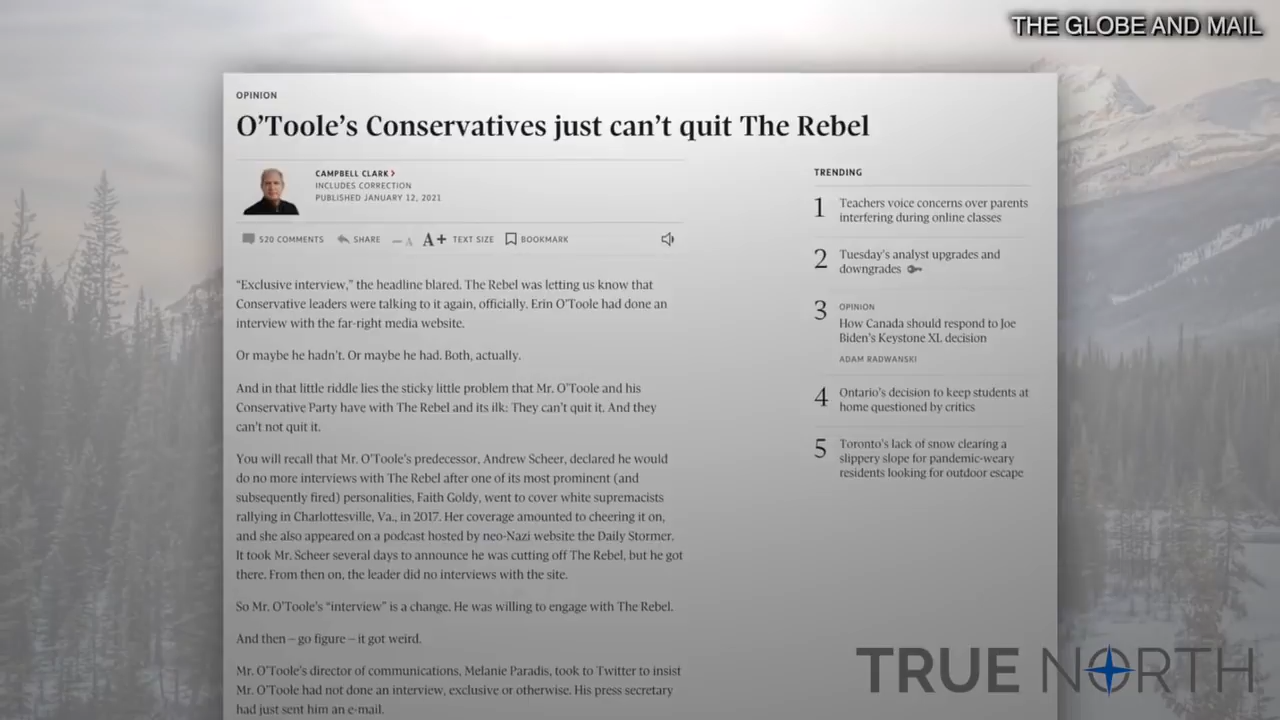 THE GLOBE AND MAIL
OPINION
O'Toole's Conservatives just can't quit The Rebel
CAMPBELL CLARK
INCLUDES CORRECTION
PUBLISHED JANUARY 12, 2021
520 COMMENTS SHARE A A+ TEXT SIZE BOOKMARK
“Exclusive interview,” the headline blared. The Rebel was letting us know that
Conservative leaders were talking to it again, officially. Erin O'Toole had done an
interview with the far-right media website.
Or maybe he hadn't. Or maybe he had. Both, actually.
And in that little riddle lies the sticky little problem that Mr. O'Toole and his
Conservative Party have with The Rebel and its ilk: They can't quit it. And they
can't not quit it.
You will recall that Mr. O'Toole's predecessor, Andrew Scheer, declared he would
do no more interviews with The Rebel after one of its most prominent (and
subsequently fired) personalities, Faith Goldy, went to cover white supremacists
rallying in Charlottesville, Va., in 2017. Her coverage amounted to cheering it on,
and she also appeared on a podcast hosted by neo-Nazi website the Daily Stormer.
It took Mr. Scheer several days to announce he was cutting off The Rebel, but he got
there. From then on, the leader did no interviews with the site.
So Mr. O'Toole's “interview” is a change. He was willing to engage with The Rebel.
And then – go figure – it got weird.
Mr. O'Toole's director of communications, Melanie Paradis, took to Twitter to insist
Mr. O'Toole had not done an interview, exclusive or otherwise. His press secretary
had just sent him an e-mail.
TRENDING
1 Teachers voice concerns over parents
interfering during online classes
2 Tuesday's analyst upgrades and
downgrades
3 OPINION
How Canada should respond to Joe
Biden's Keystone XL decision
ADAM RADWANSKI
4 Ontario's decision to keep students at
home questioned by critics
5 Toronto's lack of snow clearing a
slippery slope for pandemic-weary
residents looking for outdoor escape
TRUE NORTH